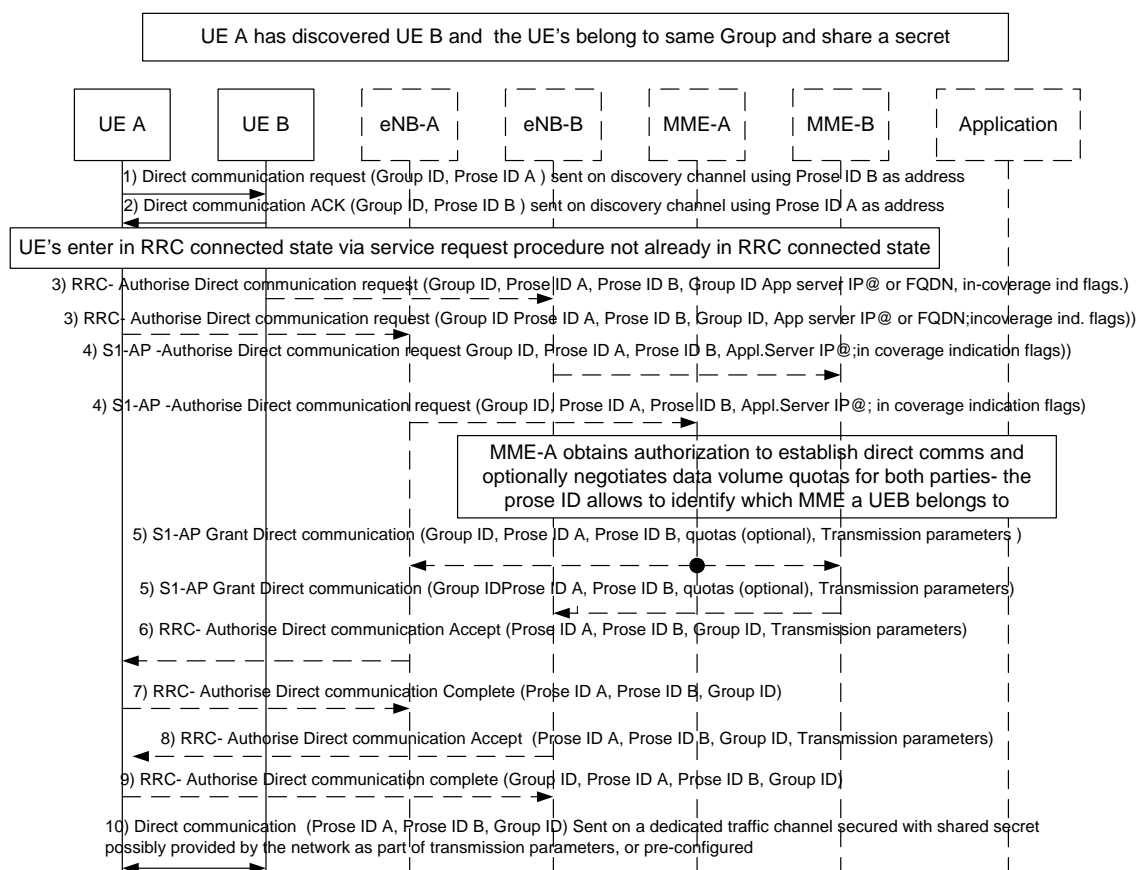 UE A has discovered UE B and the UE's belong to same Group and share a secret
UE A
UE B
eNB-A
eNB-B
MME-A
MME-B
Application
1) Direct communication request (Group ID, Prose ID A ) sent on discovery channel using Prose ID B as address
2) Direct communication ACK (Group ID, Prose ID B ) sent on discovery channel using Prose ID A as address
UE's enter in RRC connected state via service request procedure not already in RRC connected state
3) RRC- Authorise Direct communication request (Group ID, Prose ID A, Prose ID B, Group ID App server IP@ or FQDN, in-coverage ind flags.)
3) RRC- Authorise Direct communication request (Group ID Prose ID A, Prose ID B, Group ID, App server IP@ or FQDN;incoverage ind. flags))
4) S1-AP -Authorise Direct communication request Group ID, Prose ID A, Prose ID B, Appl.Server IP@;in coverage indication flags))
4) S1-AP -Authorise Direct communication request (Group ID, Prose ID A, Prose ID B, Appl.Server IP@; in coverage indication flags)
MME-A obtains authorization to establish direct comms and
optionally negotiates data volume quotas for both parties- the
prose ID allows to identify which MME a UEB belongs to
5) S1-AP Grant Direct communication (Group ID, Prose ID A, Prose ID B, quotas (optional), Transmission parameters )
5) S1-AP Grant Direct communication (Group IDProse ID A, Prose ID B, quotas (optional), Transmission parameters)
6) RRC- Authorise Direct communication Accept (Prose ID A, Prose ID B, Group ID, Transmission parameters)
7) RRC- Authorise Direct communication Complete (Prose ID A, Prose ID B, Group ID)
8) RRC- Authorise Direct communication Accept (Prose ID A, Prose ID B, Group ID, Transmission parameters)
9) RRC- Authorise Direct communication complete (Group ID, Prose ID A, Prose ID B, Group ID)
10) Direct communication (Prose ID A, Prose ID B, Group ID) Sent on a dedicated traffic channel secured with shared secret
possibly provided by the network as part of transmission parameters, or pre-configured